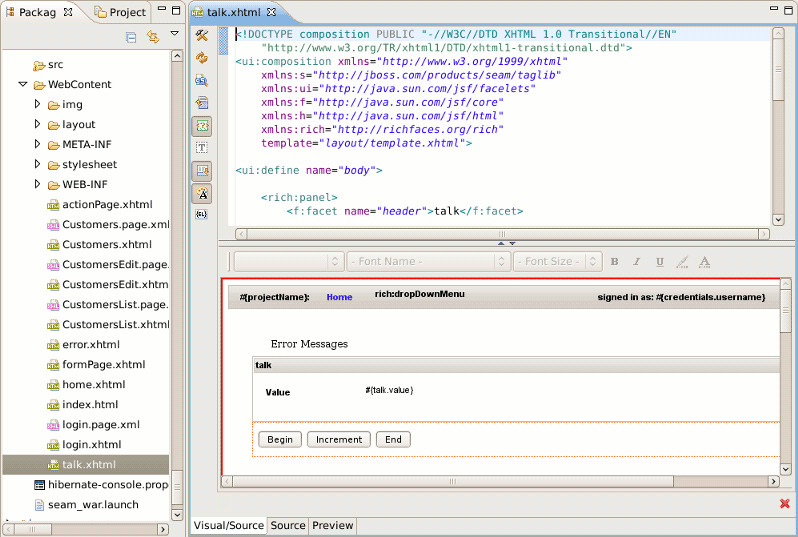 Packag
Project
src
WebContent
img
layout
META-INF
stylesheet
WEB-INF
actionPage.xhtml
Customers.page.xml
Customers.xhtml
CustomersEdit.page.
CustomersEdit.xhtm
CustomersList.page.
CustomersList.xhtml
error.xhtml
formPage.xhtml
home.xhtml
index.html
login.page.xml
login.xhtml
talk.xhtml
hibernate-console.prop
seam_war.launch
talk.xhtml
<!DOCTYPE composition PUBLIC "-//W3C//DTD XHTML 1.0 Transitional//EN"
"http://www.w3.org/TR/xhtml1/DTD/xhtml1-transitional.dtd">
<ui:composition xmlns="http://www.w3.org/1999/xhtml"
xmlns:s="http://jboss.com/products/seam/taglib"
xmlns:ui="http://java.sun.com/jsf/facelets"
xmlns:f="http://java.sun.com/jsf/core"
xmlns:h="http://java.sun.com/jsf/html"
xmlns:rich="http://richfaces.org/rich"
template="layout/template.xhtml">
<ui:define name="body">
<rich:panel>
<f:facet name="header">talk</f:facet>
- Font Name - - Font Size - B I U A
#{projectName}: Home rich:dropDownMenu signed in as: #{credentials.username}
Error Messages
talk
Value #{talk.value}
Begin Increment End
Visual/Source Source Preview